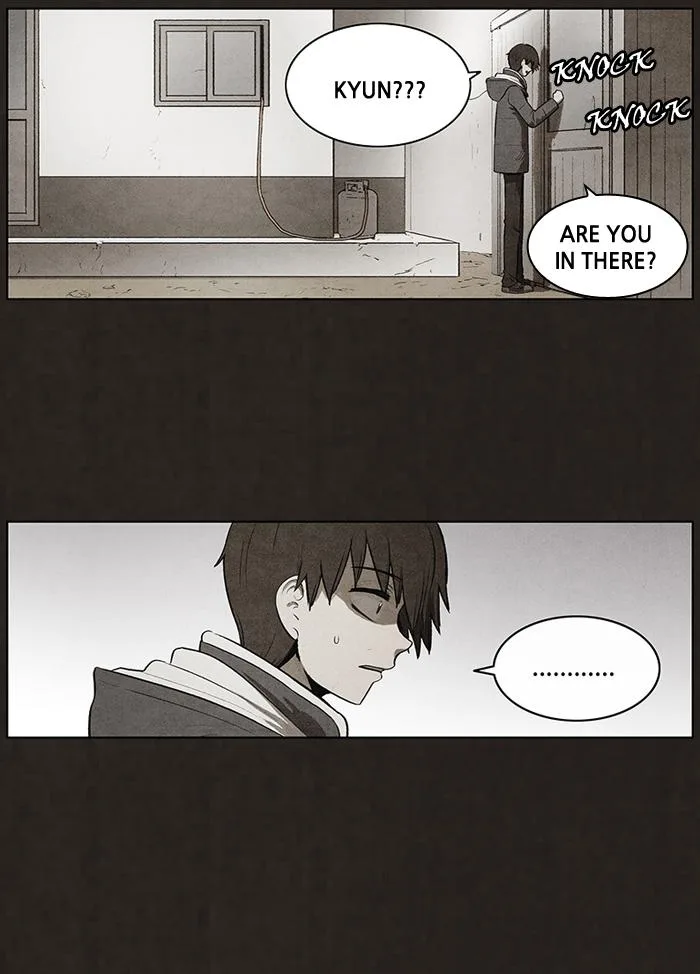 KYUN???
KNOCK
KNOCK
ARE YOU
IN THERE?
............